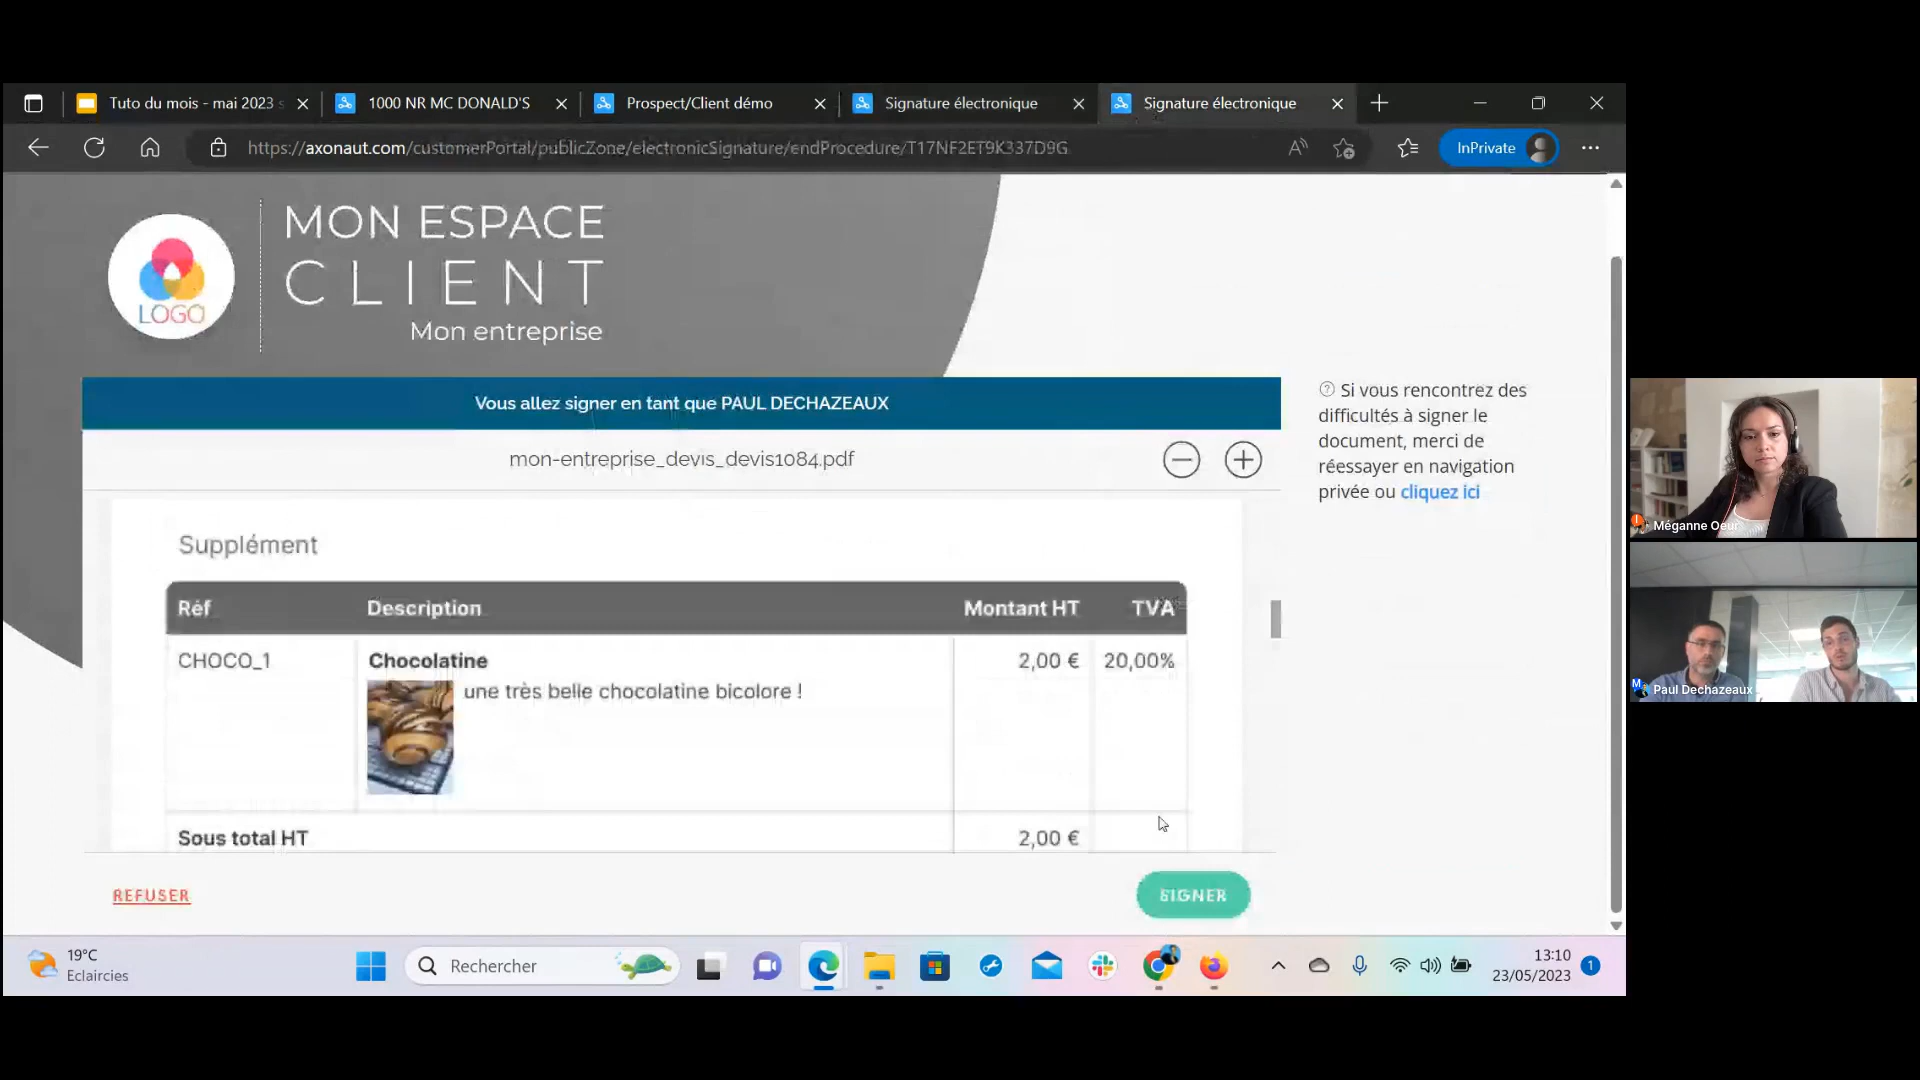 Tuto du mois - mai 2023 s
1000 NR MC DONALD'S
Prospect/Client démo
Signature électronique
Signature électronique
https://axonaut.com/customerPortal/publicZone/electronicSignature/endProcedure/T17NF2ET9K337D9G
InPrivate
LOGO
MON ESPACE
CLIENT
Mon entreprise
Vous allez signer en tant que PAUL DECHAZEAUX
mon-entreprise_devis_devis1084.pdf
Si vous rencontrez des
difficultés à signer le
document, merci de
réessayer en navigation
privée ou cliquez ici
Supplément
Réf Description Montant HT TVA
CHOCO_1 Chocolatine 2,00 € 20,00%
une très belle chocolatine bicolore !
Sous total HT 2,00 €
REFUSER
SIGNER
Méganne Oeur
Paul Dechazeaux
19°C
Eclaircies
Rechercher
13:10
23/05/2023
1